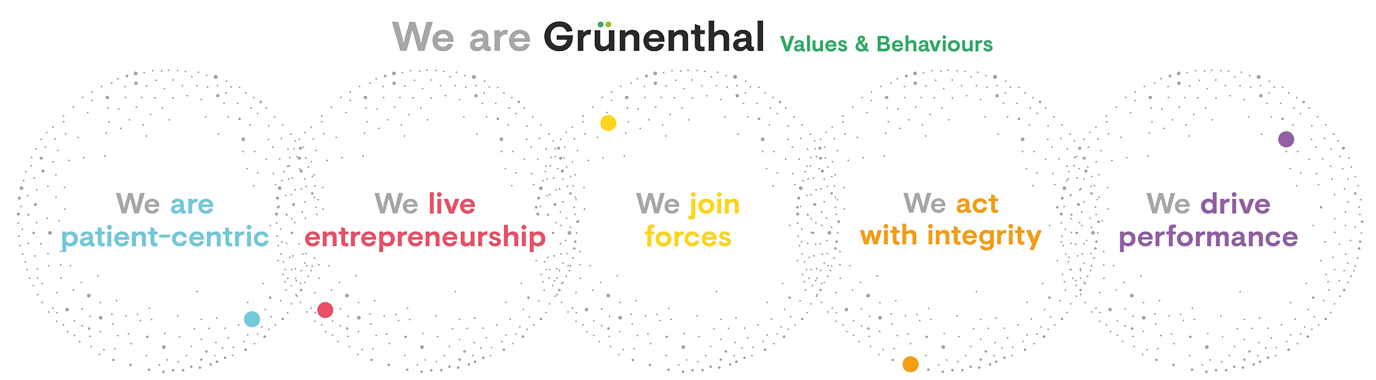 We are Grünenthal Values & Behaviours
We are
patient-centric
We live
entrepreneurship
We join
forces
We act
with integrity
We drive
performance